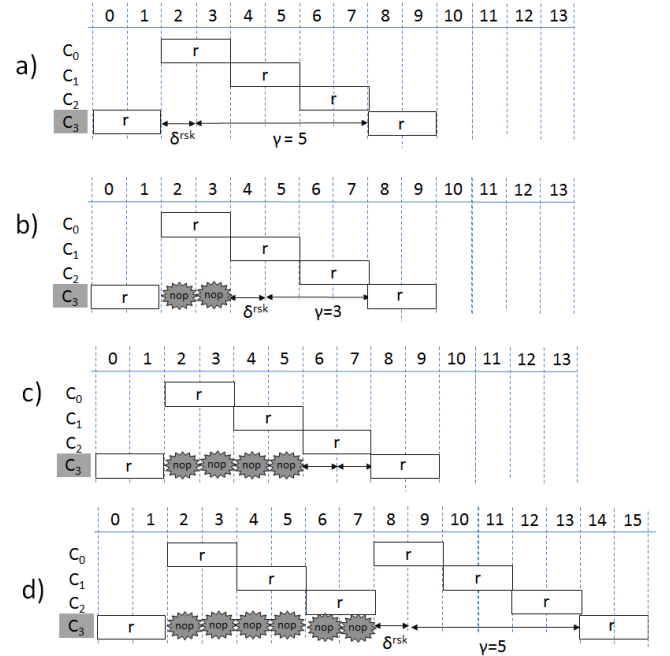 0 1 2 3 4 5 6 7 8 9 10 11 12 13
a)
C0 r
C1 r
C2 r
C3 r r
δrsk γ = 5
0 1 2 3 4 5 6 7 8 9 10 11 12 13
b)
C0 r
C1 r
C2 r
C3 r nop nop r
δrsk γ=3
0 1 2 3 4 5 6 7 8 9 10 11 12 13
c)
C0 r
C1 r
C2 r
C3 r nop nop nop nop r
0 1 2 3 4 5 6 7 8 9 10 11 12 13 14 15
C0 r r
C1 r r
d)
C2 r r
C3 r nop nop nop nop nop nop r
δrsk γ=5